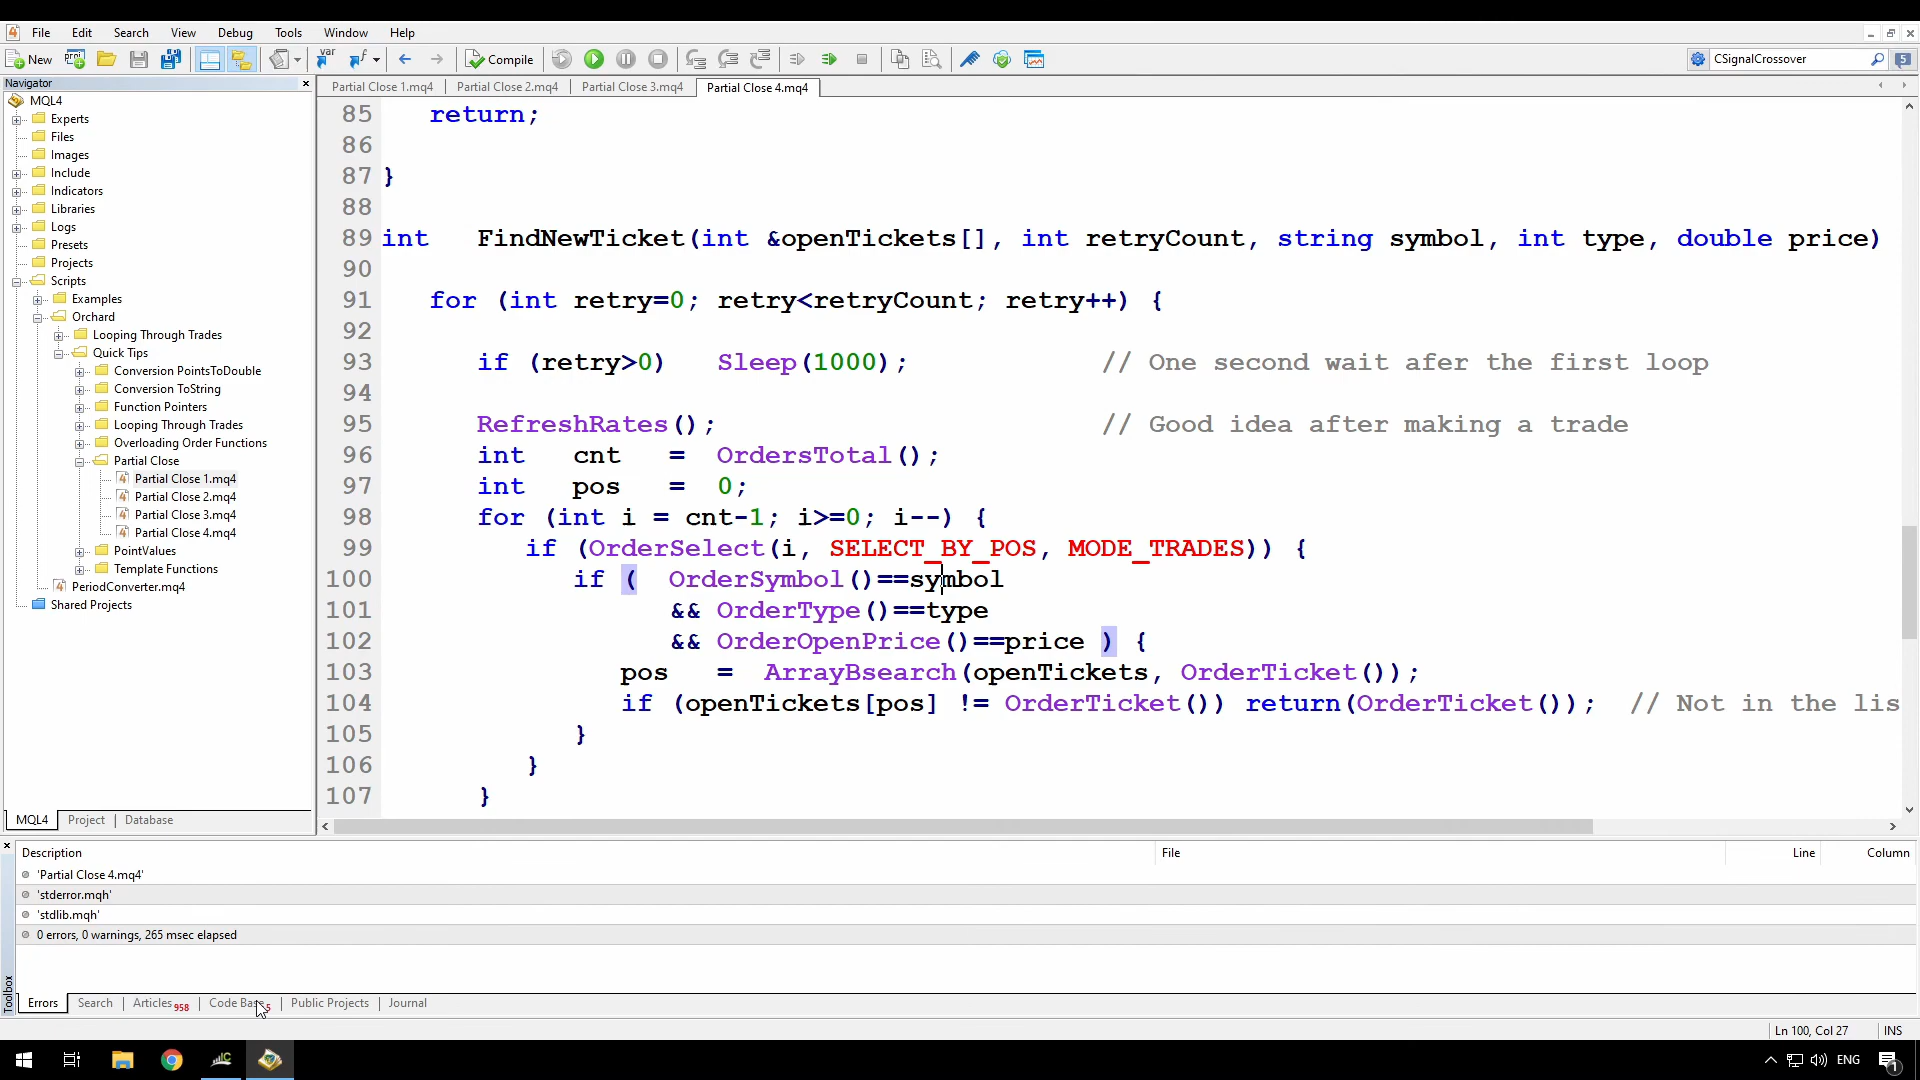 File Edit Search View Debug Tools Window Help
New var Compile CSignalCrossover 5
Navigator
MQL4
Experts
Files
Images
Include
Indicators
Libraries
Logs
Presets
Projects
Scripts
Examples
Orchard
Looping Through Trades
Quick Tips
Conversion PointsToDouble
Conversion ToString
Function Pointers
Looping Through Trades
Overloading Order Functions
Partial Close
Partial Close 1.mq4
Partial Close 2.mq4
Partial Close 3.mq4
Partial Close 4.mq4
PointValues
Template Functions
PeriodConverter.mq4
Shared Projects
MQL4 Project Database
Partial Close 1.mq4 Partial Close 2.mq4 Partial Close 3.mq4 Partial Close 4.mq4
85 return;
86
87 }
88
89 int FindNewTicket(int &openTickets[], int retryCount, string symbol, int type, double price)
90
91 for (int retry=0; retry<retryCount; retry++) {
92
93 if (retry>0) Sleep(1000); // One second wait afer the first loop
94
95 RefreshRates(); // Good idea after making a trade
96 int cnt = OrdersTotal();
97 int pos = 0;
98 for (int i = cnt-1; i>=0; i--) {
99 if (OrderSelect(i, SELECT_BY_POS, MODE_TRADES)) {
100 if ( OrderSymbol()==symbol
101 && OrderType()==type
102 && OrderOpenPrice()==price ) {
103 pos = ArrayBsearch(openTickets, OrderTicket());
104 if (openTickets[pos] != OrderTicket()) return(OrderTicket()); // Not in the lis
105 }
106 }
107 }
Description File Line Column
'Partial Close 4.mq4'
'stderror.mqh'
'stdlib.mqh'
0 errors, 0 warnings, 265 msec elapsed
Toolbox
Errors Search Articles 958 Code Base 5 Public Projects Journal
Ln 100, Col 27 INS
ENG 1